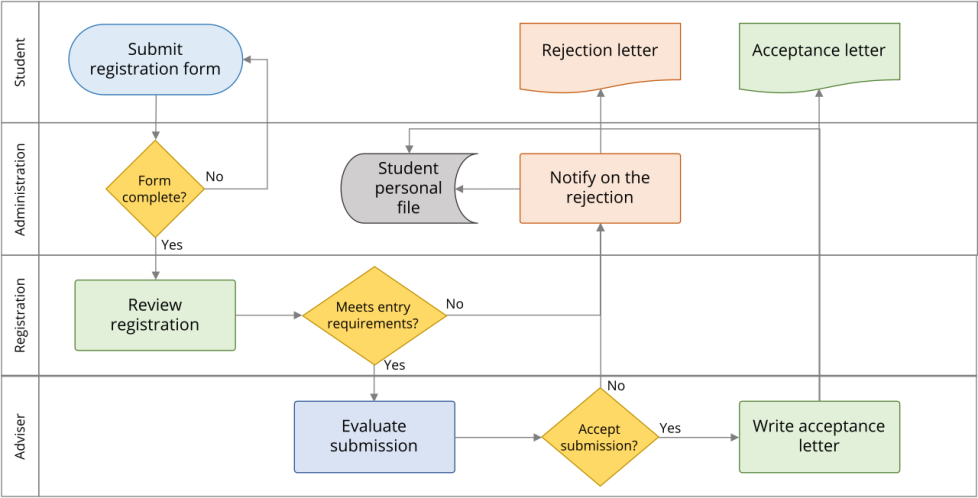 Student
Submit
registration form
Rejection letter
Acceptance letter
Administration
Form
complete?
No
Yes
Student
personal
file
Notify on the
rejection
Registration
Review
registration
Meets entry
requirements?
No
Yes
Adviser
Evaluate
submission
No
Accept
submission?
Yes
Write acceptance
letter